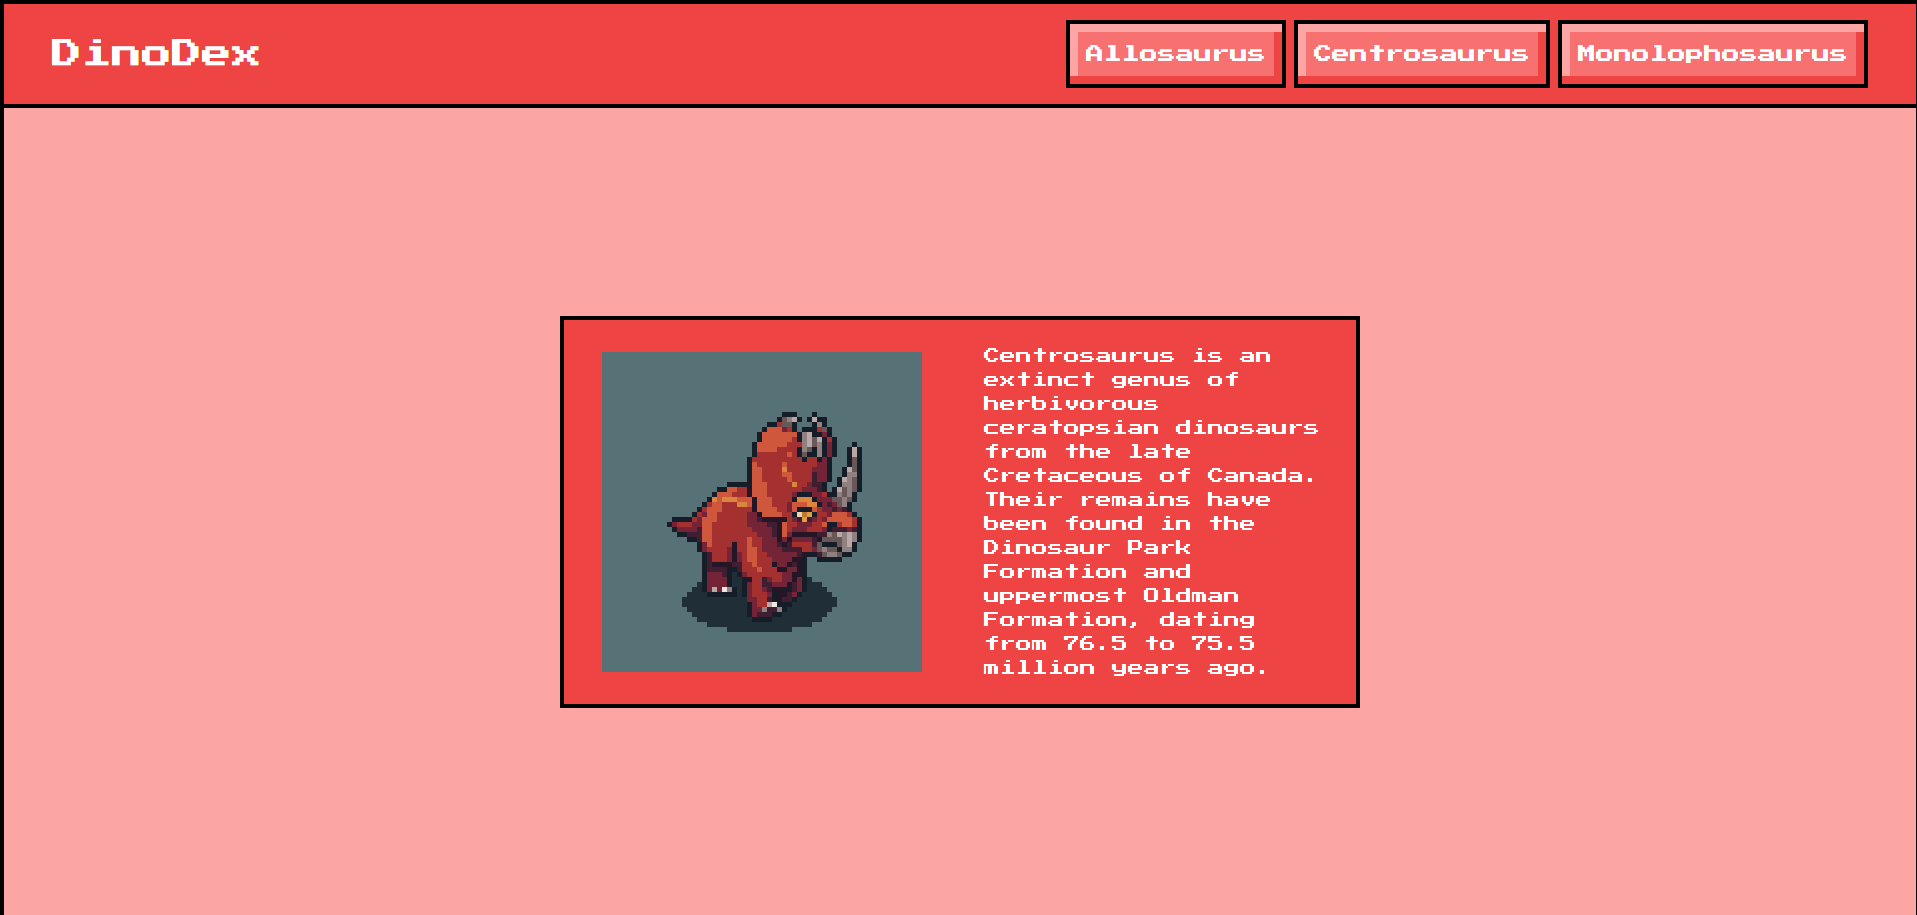 DinoDex
Allosaurus
Centrosaurus
Monolophosaurus
Centrosaurus is an
extinct genus of
herbivorous
ceratopsian dinosaurs
from the late
Cretaceous of Canada.
Their remains have
been found in the
Dinosaur Park
Formation and
uppermost Oldman
Formation, dating
from 76.5 to 75.5
million years ago.